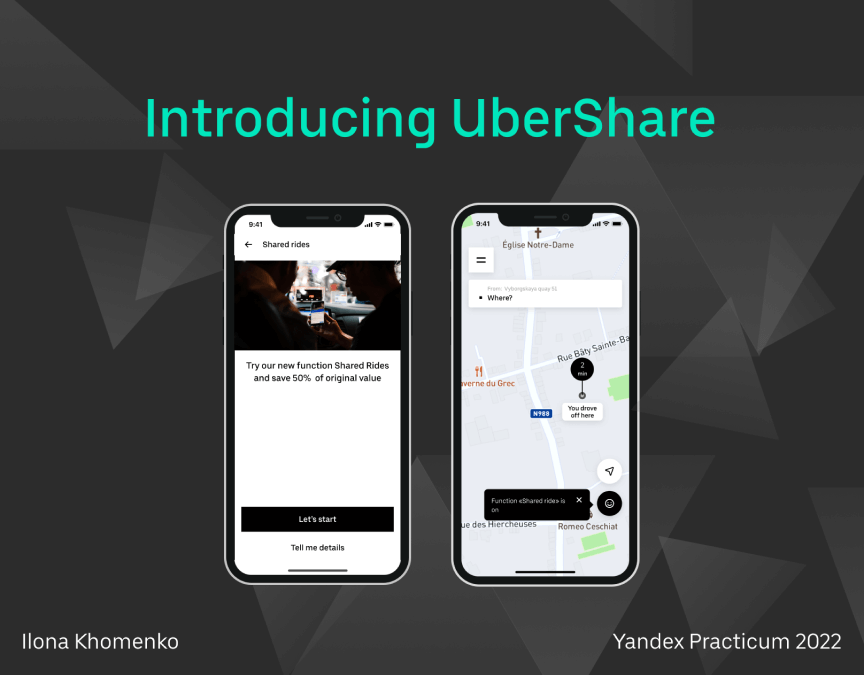 Introducing UberShare
9:41
Shared rides
Try our new function Shared Rides
and save 50% of original value
Let's start
Tell me details
9:41
Église Notre-Dame
From: Vyborgskaya quay 51
Where?
Rue Bâty Sainte-Ba
2
min
averne du Grec
N988
You drove
off here
Function «Shared ride» is
on
ue des Hiercheuses
Romeo Ceschiat
Ilona Khomenko
Yandex Practicum 2022